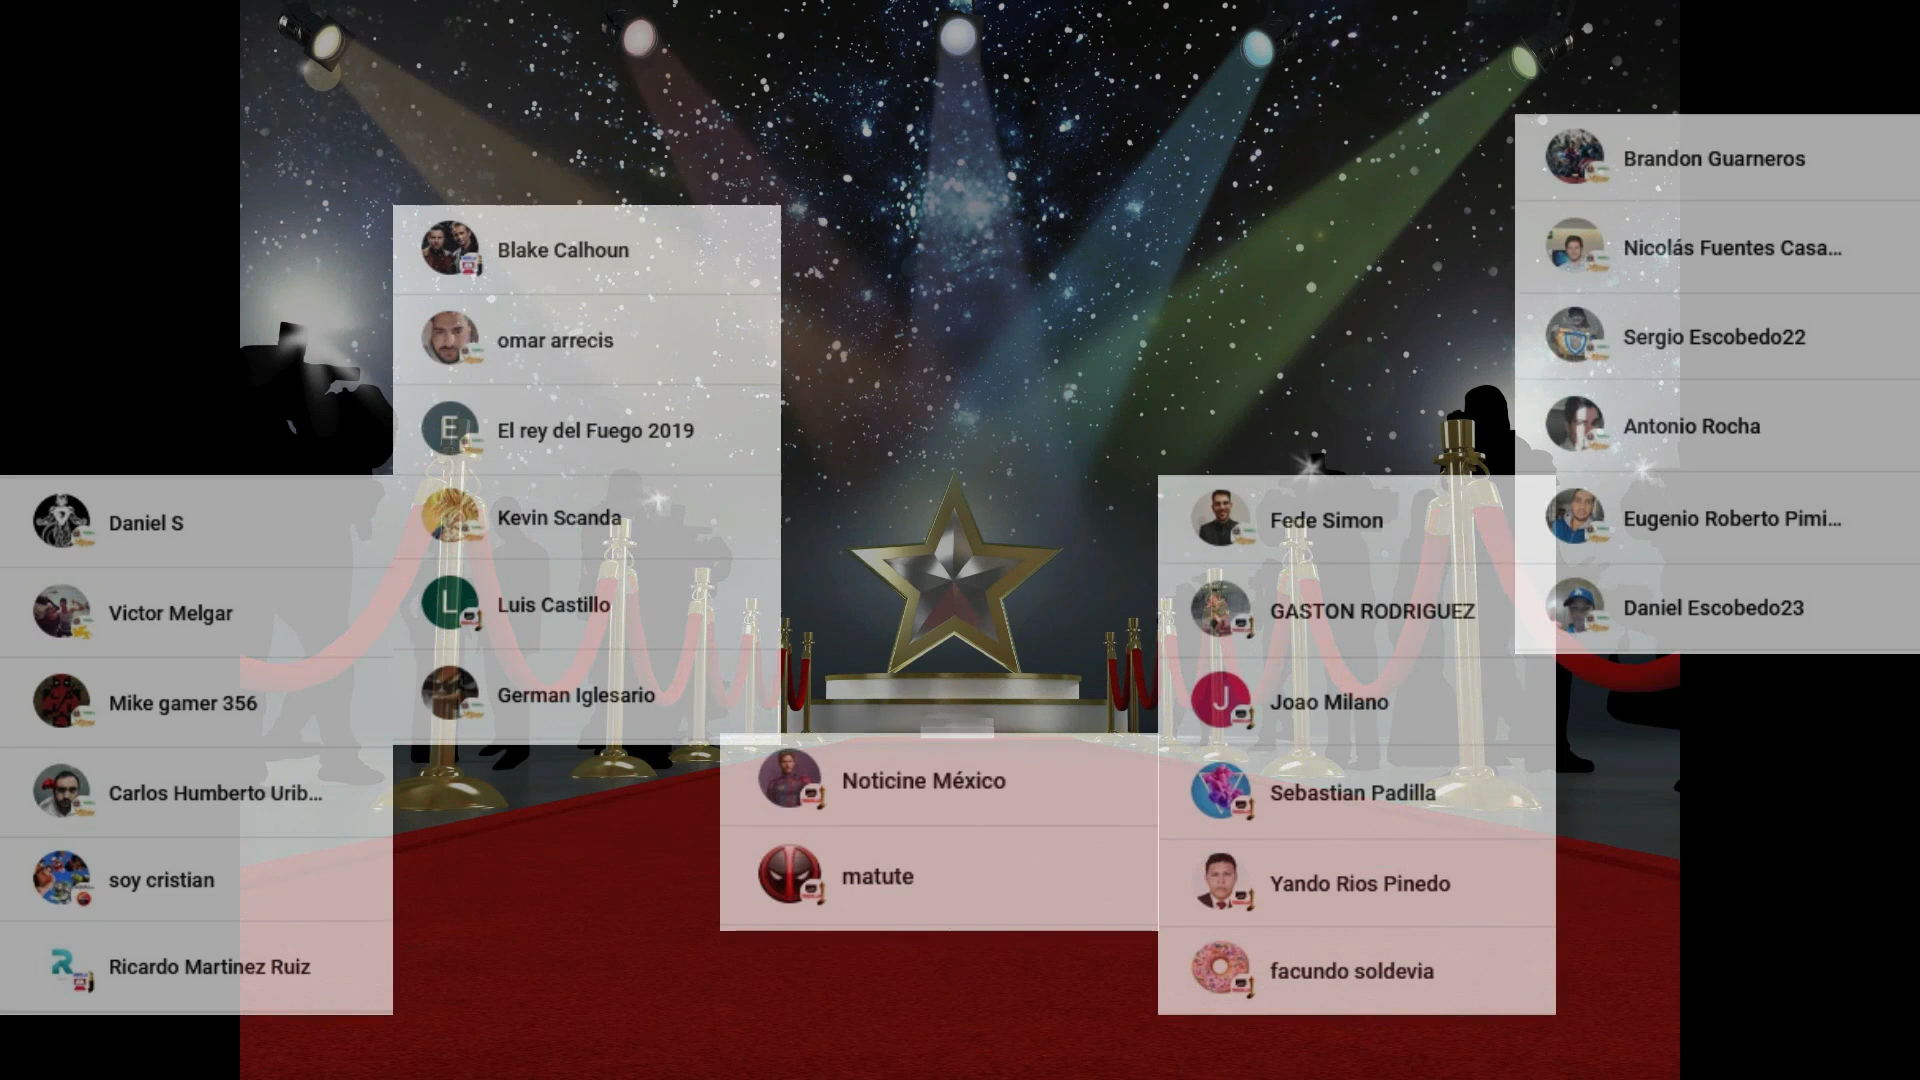 Daniel S
Victor Melgar
Mike gamer 356
Carlos Humberto Urib...
soy cristian
Ricardo Martinez Ruiz
Blake Calhoun
omar arrecis
E
El rey del Fuego 2019
Kevin Scanda
L
Luis Castillo
German Iglesario
Noticine México
matute
Fede Simon
GASTON RODRIGUEZ
J
Joao Milano
Sebastian Padilla
Yando Rios Pinedo
facundo soldevia
Brandon Guarneros
Nicolás Fuentes Casa...
Sergio Escobedo22
Antonio Rocha
Eugenio Roberto Pimi...
Daniel Escobedo23